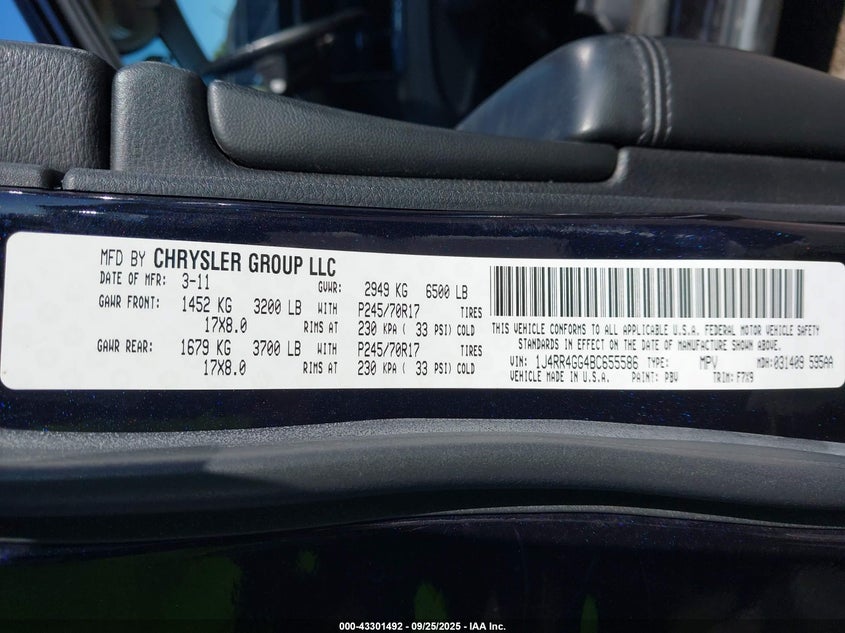 MFD BY CHRYSLER GROUP LLC
DATE OF MFR: 3-11 GVWR: 2949 KG 6500 LB
GAWR FRONT: 1452 KG 3200 LB WITH P245/70R17 TIRES
17X8.0 RIMS AT 230 KPA ( 33 PSI) COLD
GAWR REAR: 1679 KG 3700 LB WITH P245/70R17 TIRES
17X8.0 RIMS AT 230 KPA ( 33 PSI) COLD
THIS VEHICLE CONFORMS TO ALL APPLICABLE U.S.A. FEDERAL MOTOR VEHICLE SAFETY
STANDARDS IN EFFECT ON THE DATE OF MANUFACTURE SHOWN ABOVE.
VIN: 1J4RR4GG4BC655586 TYPE: MPV MDH: 031409 595AA
VEHICLE MADE IN U.S.A. PAINT: PBV TRIM: F7X9
000-43301492 - 09/25/2025 - IAA Inc.